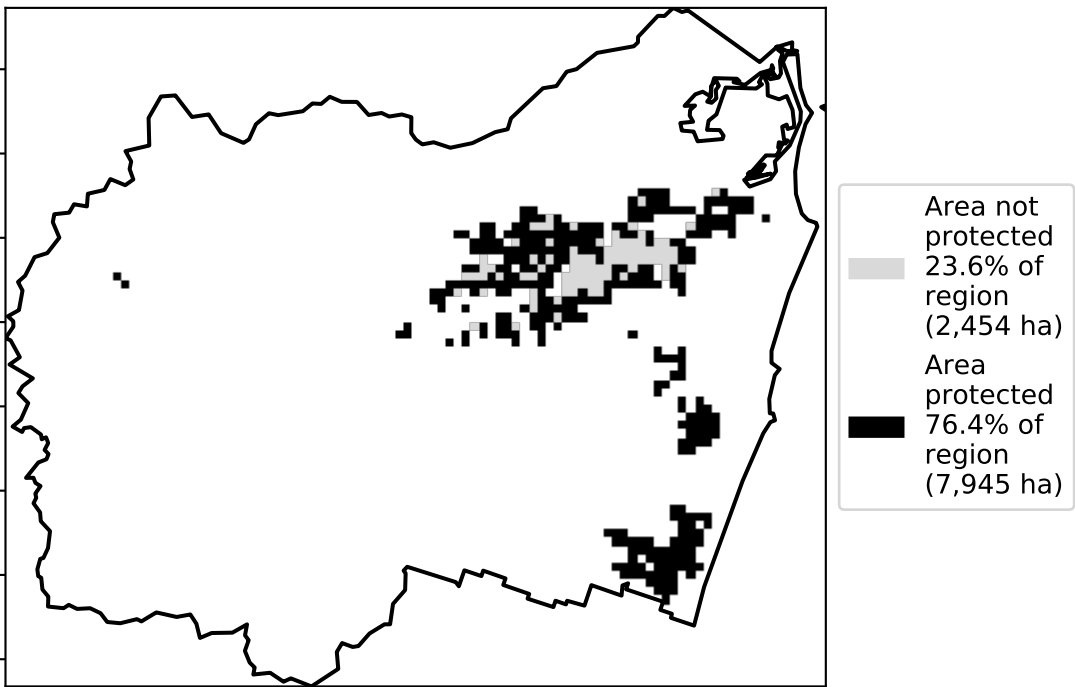 Area not
protected
23.6% of
region
(2,454 ha)
Area
protected
76.4% of
region
(7,945 ha)